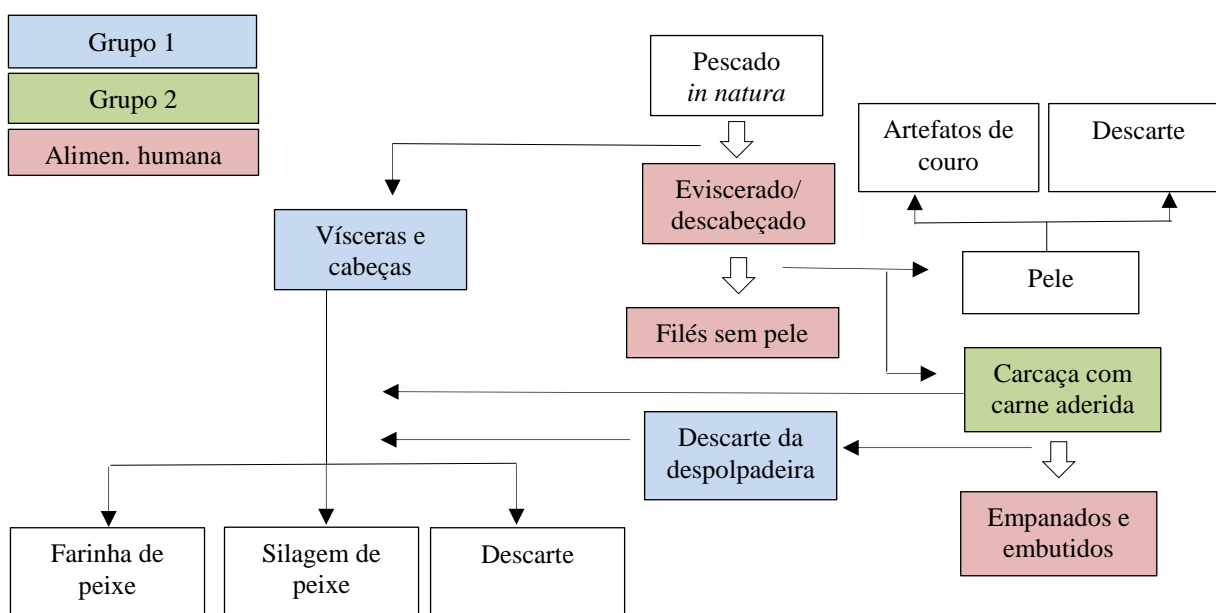 Grupo 1
Grupo 2
Alimen. humana
Pescado
in natura
Artefatos de
couro
Descarte
Eviscerado/
descabeçado
Vísceras e
cabeças
Pele
Filés sem pele
Carcaça com
carne aderida
Descarte da
despolpadeira
Empanados e
embutidos
Farinha de
peixe
Silagem de
peixe
Descarte